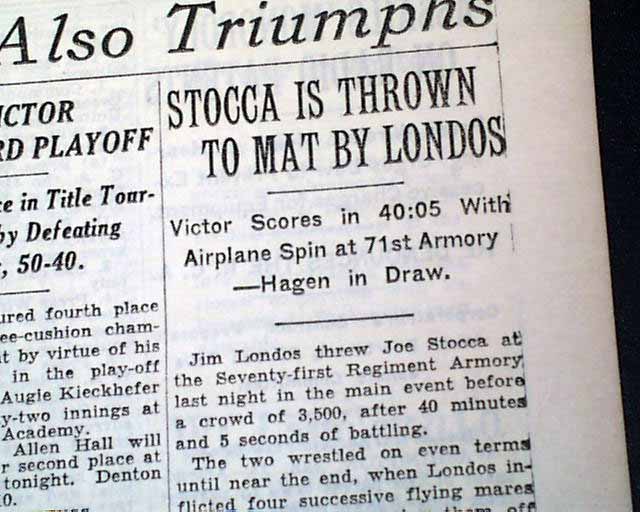 Also Triumphs
VICTOR
RD PLAYOFF
ce in Title Tour-
by Defeating
, 50-40.
ured fourth place
ee-cushion cham-
t by virtue of his
in the play-off
Augie Kieckhefer
y-two innings at
Academy.
Allen Hall will
r second place at
tonight. Denton
0.
STOCCA IS THROWN
TO MAT BY LONDOS
Victor Scores in 40:05 With
Airplane Spin at 71st Armory
—Hagen in Draw.
Jim Londos threw Joe Stocca at
the Seventy-first Regiment Armory
last night in the main event before
a crowd of 3,500, after 40 minutes
and 5 seconds of battling.
The two wrestled on even terms
until near the end, when Londos in-
flicted four successive flying mares
them off